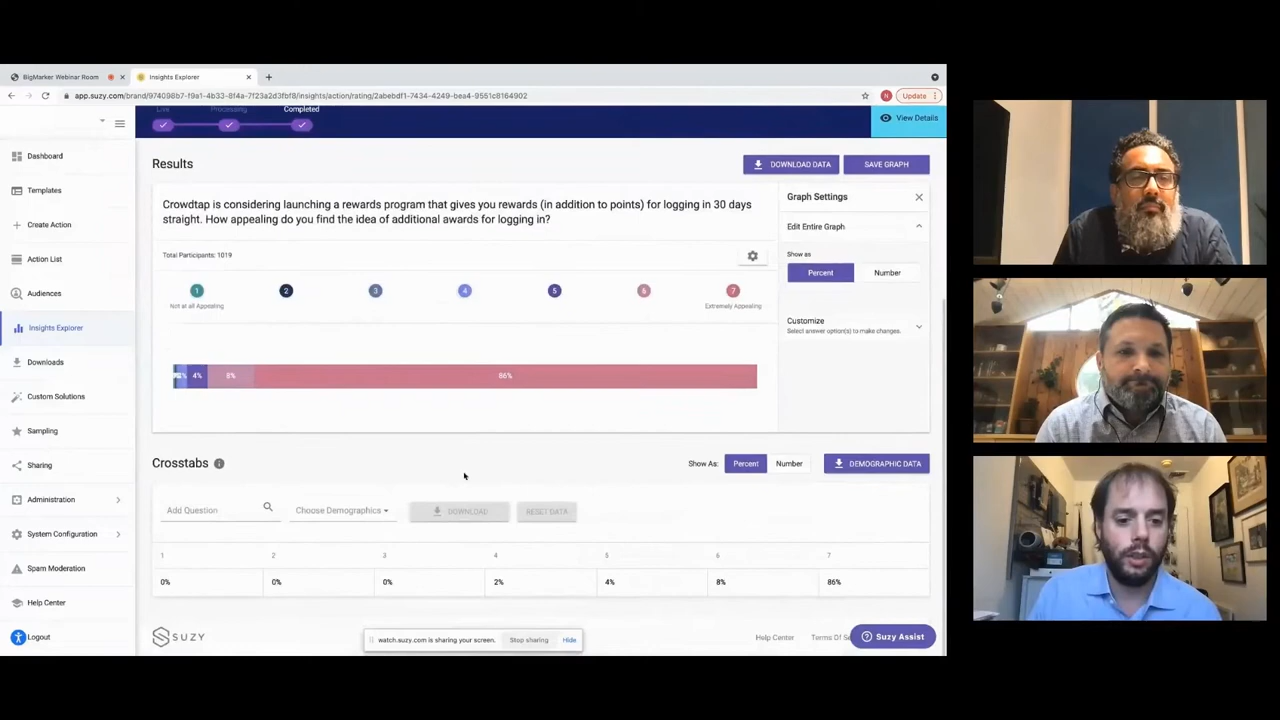 BigMarker Webinar Room
Insights Explorer
app.suzy.com/brand/974098b7-f9a1-4b33-8f4a-7f23a2d3fbf8/insights/action/rating/2abebdf1-7434-4249-bea4-9551c8164902
N
Update
Live
Processing
Completed
View Details
Dashboard
Templates
Create Action
Action List
Audiences
Insights Explorer
Downloads
Custom Solutions
Sampling
Sharing
Administration
System Configuration
Spam Moderation
Help Center
Logout
Results
DOWNLOAD DATA
SAVE GRAPH
Crowdtap is considering launching a rewards program that gives you rewards (in addition to points) for logging in 30 days
straight. How appealing do you find the idea of additional awards for logging in?
Total Participants: 1019
1 2 3 4 5 6 7
Not at all Appealing
Extremely Appealing
4% 8% 86%
Graph Settings
Edit Entire Graph
Show as
Percent Number
Customize
Select answer option(s) to make changes.
Crosstabs
Show As: Percent Number
DEMOGRAPHIC DATA
Add Question
Choose Demographics
DOWNLOAD
RESET DATA
1 2 3 4 5 6 7
0% 0% 0% 2% 4% 8% 86%
SUZY
watch.suzy.com is sharing your screen.
Stop sharing
Hide
Help Center
Terms Of
Suzy Assist